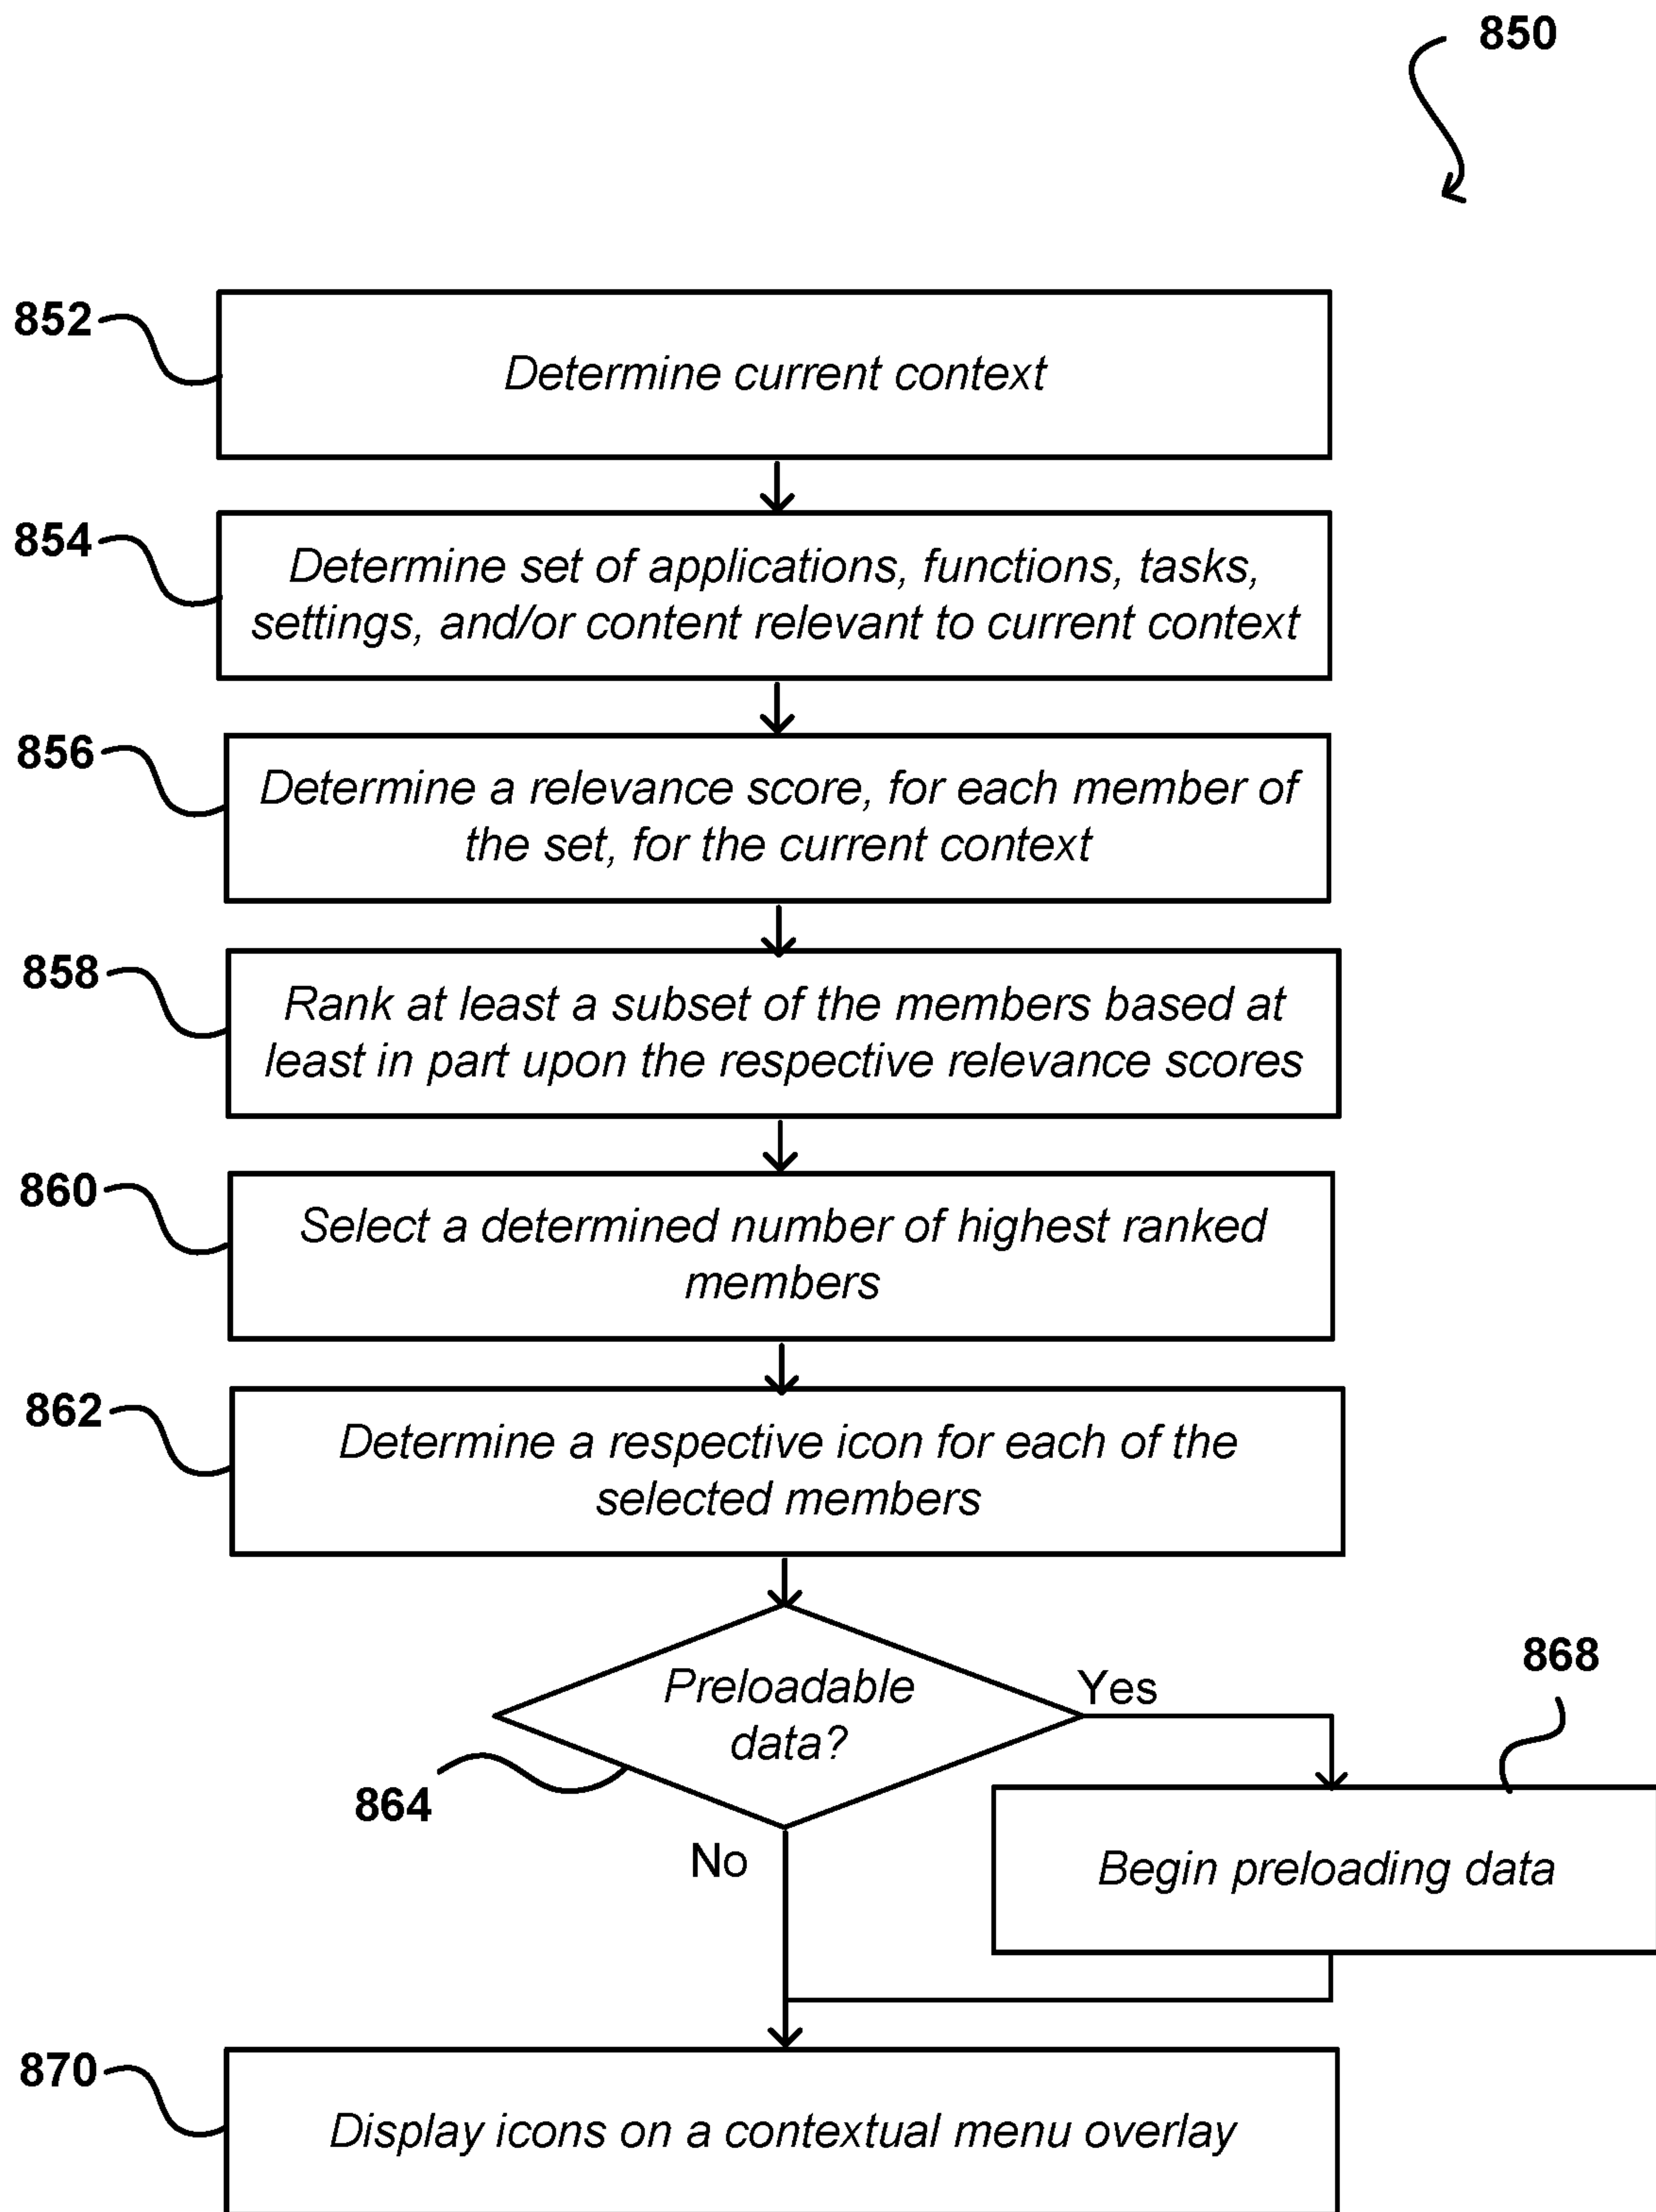 850
852
Determine current context
854
Determine set of applications, functions, tasks,
settings, and/or content relevant to current context
856
Determine a relevance score, for each member of
the set, for the current context
858
Rank at least a subset of the members based at
least in part upon the respective relevance scores
860
Select a determined number of highest ranked
members
862
Determine a respective icon for each of the
selected members
Preloadable
data?
Yes
868
864
No
Begin preloading data
870
Display icons on a contextual menu overlay